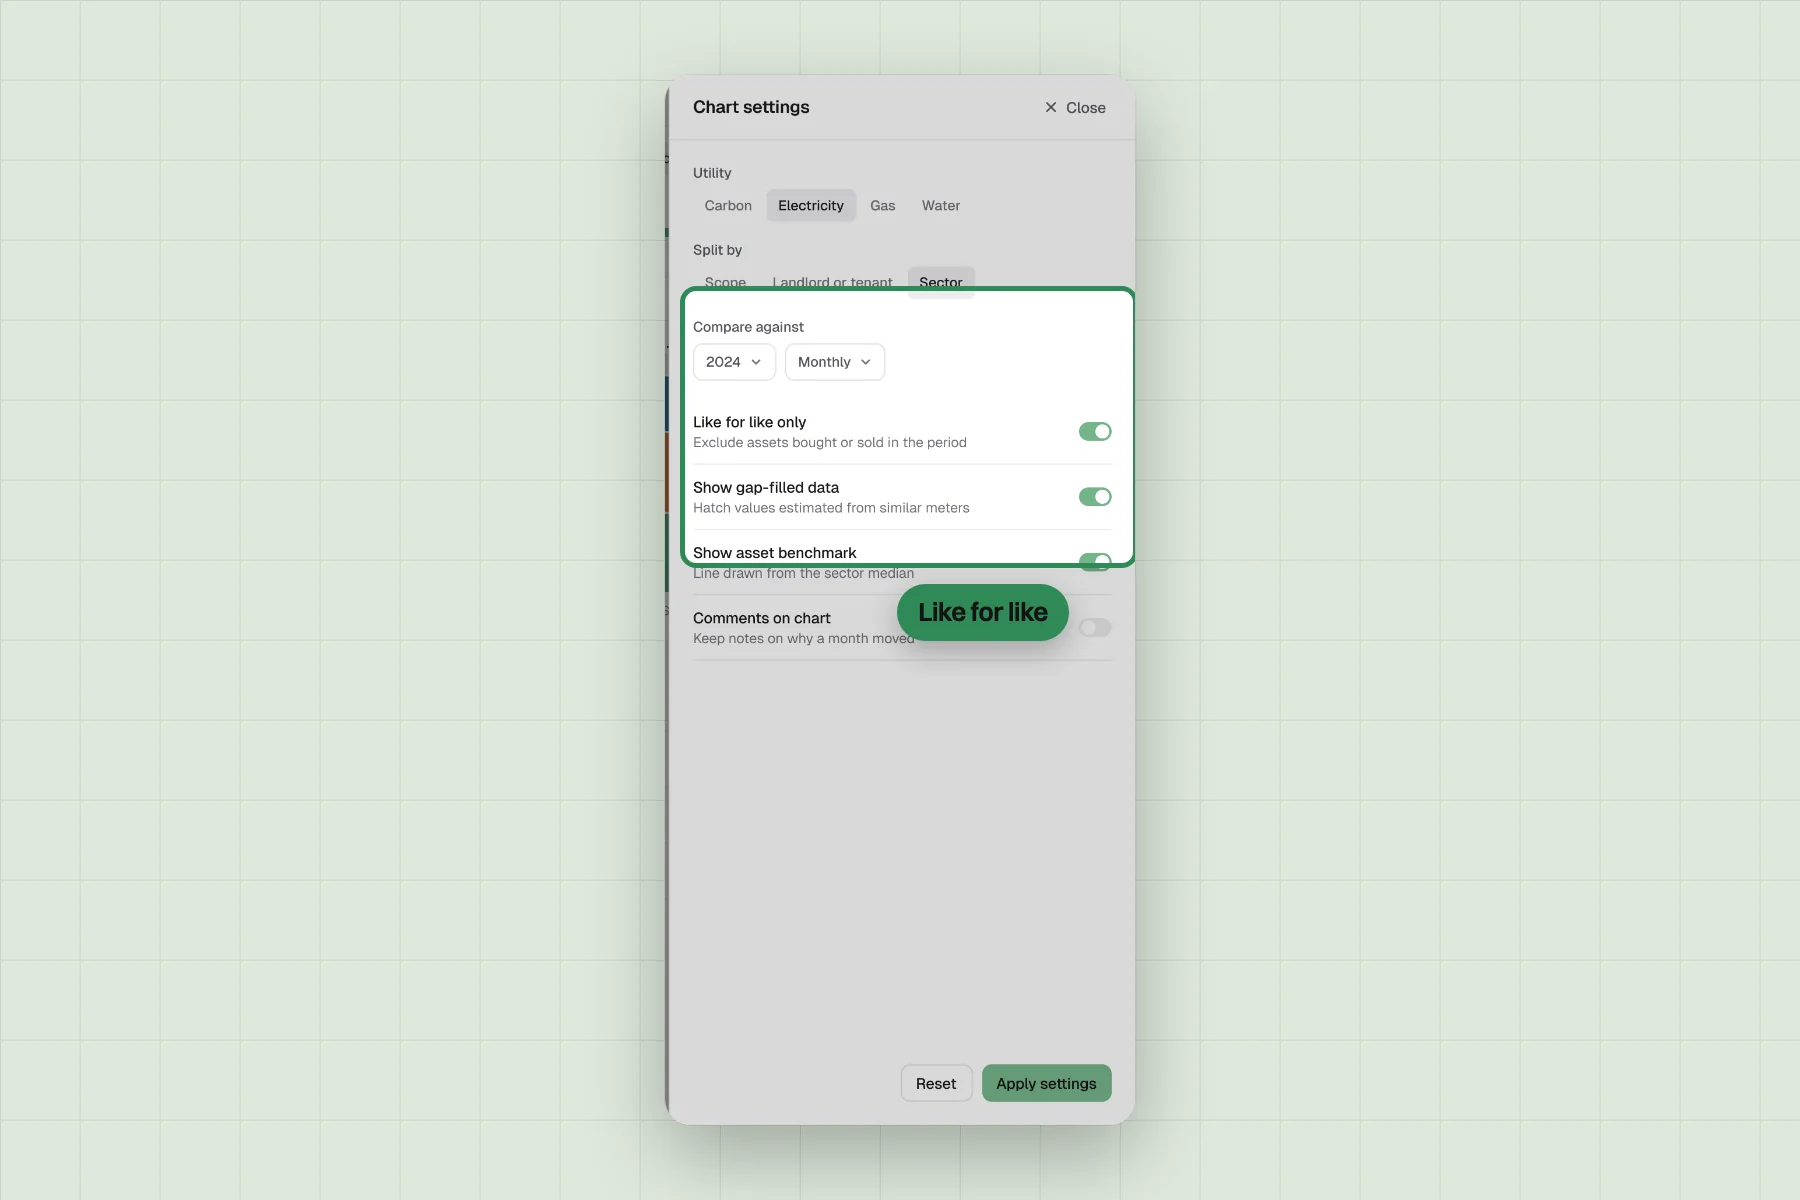 Chart settings
Close
Utility
Carbon Electricity Gas Water
Split by
Scope Landlord or tenant Sector
Compare against
2024 Monthly
Like for like only
Exclude assets bought or sold in the period
Show gap-filled data
Hatch values estimated from similar meters
Show asset benchmark
Line drawn from the sector median
Like for like
Comments on chart
Keep notes on why a month moved
Reset Apply settings